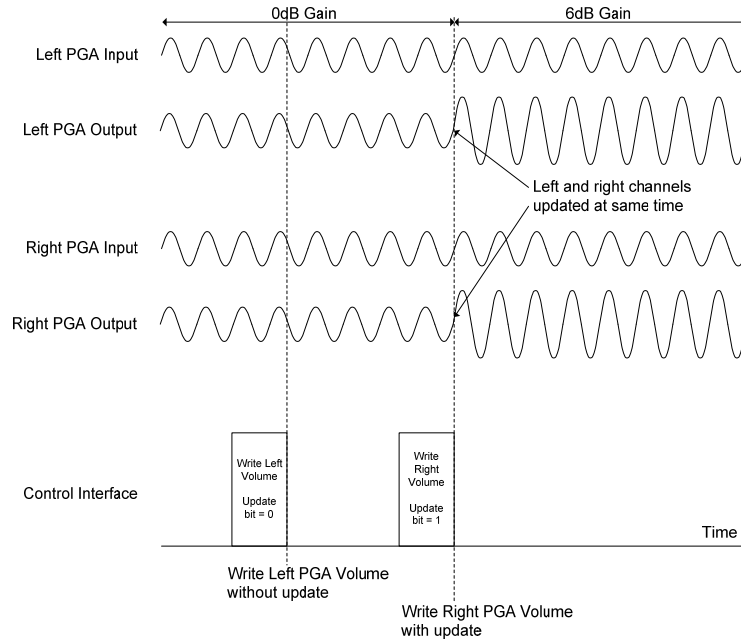 0dB Gain
6dB Gain
Left PGA Input
Left PGA Output
Left and right channels
updated at same time
Right PGA Input
Right PGA Output
Control Interface
Write Left
Volume
Update
bit = 0
Write
Right
Volume
Update
bit = 1
Time
Write Left PGA Volume
without update
Write Right PGA Volume
with update